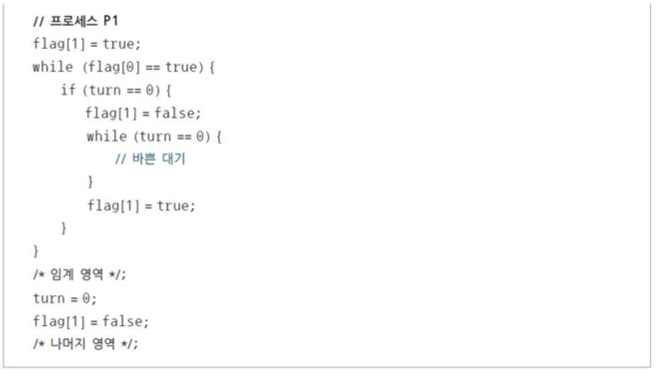 // 프로세스 P1
flag[1] = true;
while (flag[0] == true) {
if (turn == 0) {
flag[1] = false;
while (turn == 0) {
// 바쁜 대기
}
flag[1] = true;
}
}
/* 임계 영역 */;
turn = 0;
flag[1] = false;
/* 나머지 영역 */;